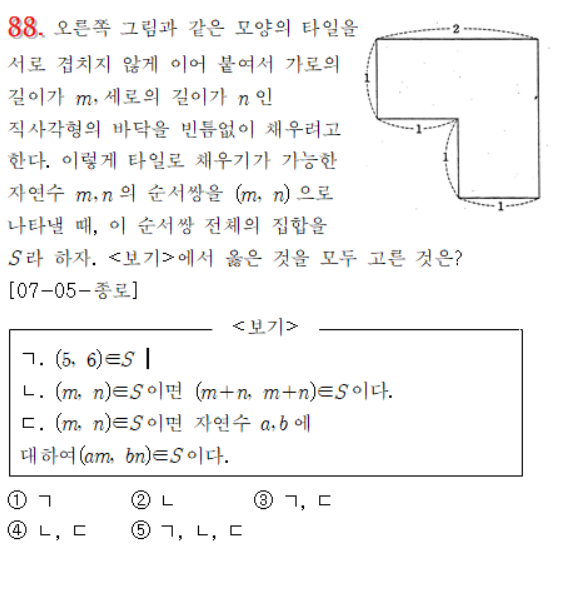 88. 오른쪽 그림과 같은 모양의 타일을
서로 겹치지 않게 이어 붙여서 가로의
길이가 m, 세로의 길이가 n 인
직사각형의 바닥을 빈틈없이 채우려고
한다. 이렇게 타일로 채우기가 가능한
자연수 m, n 의 순서쌍을 (m, n) 으로
나타낼 때, 이 순서쌍 전체의 집합을
S라 하자. <보기>에서 옳은 것을 모두 고른 것은?
[07-05-종로]
2
1
1
1
1
<보기>
ㄱ. (5, 6)∈S
ㄴ. (m, n)∈S이면 (m+n, m+n)∈S이다.
ㄷ. (m, n)∈S이면 자연수 a, b 에
대하여(am, bn)∈S이다.
① ㄱ ② ㄴ ③ ㄱ, ㄷ
④ ㄴ, ㄷ ⑤ ㄱ, ㄴ, ㄷ